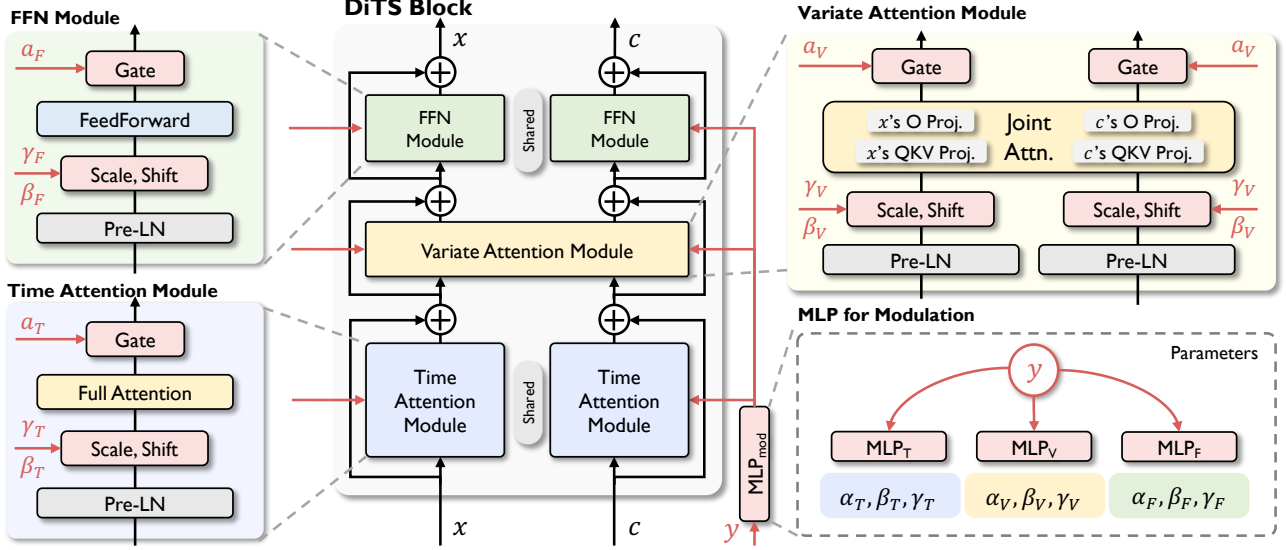 FFN Module
a_F
Gate
FeedForward
γ_F
Scale, Shift
β_F
Pre-LN
Time Attention Module
a_T
Gate
Full Attention
γ_T
Scale, Shift
β_T
Pre-LN
DiTS Block
x
c
FFN
Module
Shared
FFN
Module
Variate Attention Module
Time
Attention
Module
Shared
Time
Attention
Module
x
c
MLP_mod
y
Variate Attention Module
a_V
Gate
Gate
a_V
x's O Proj.
Joint
c's O Proj.
x's QKV Proj.
Attn.
c's QKV Proj.
γ_V
Scale, Shift
β_V
Scale, Shift
γ_V
β_V
Pre-LN
Pre-LN
MLP for Modulation
Parameters
y
MLP_T
MLP_V
MLP_F
α_T, β_T, γ_T
α_V, β_V, γ_V
α_F, β_F, γ_F